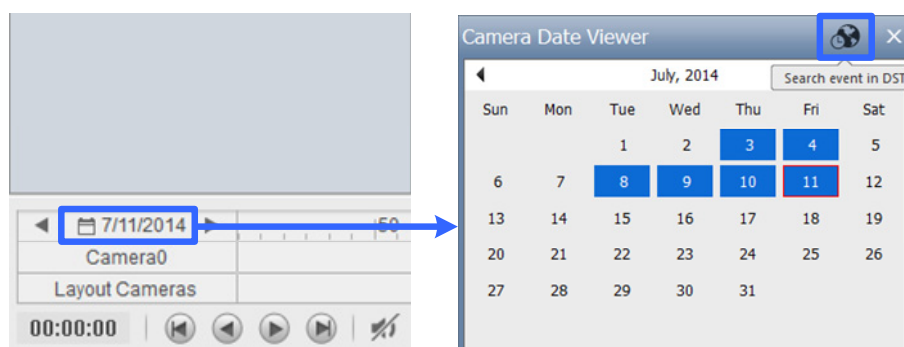 7/11/2014
Camera0
Layout Cameras
00:00:00
Camera Date Viewer
July, 2014
Search event in DST
Sun Mon Tue Wed Thu Fri Sat
1 2 3 4 5
6 7 8 9 10 11 12
13 14 15 16 17 18 19
20 21 22 23 24 25 26
27 28 29 30 31